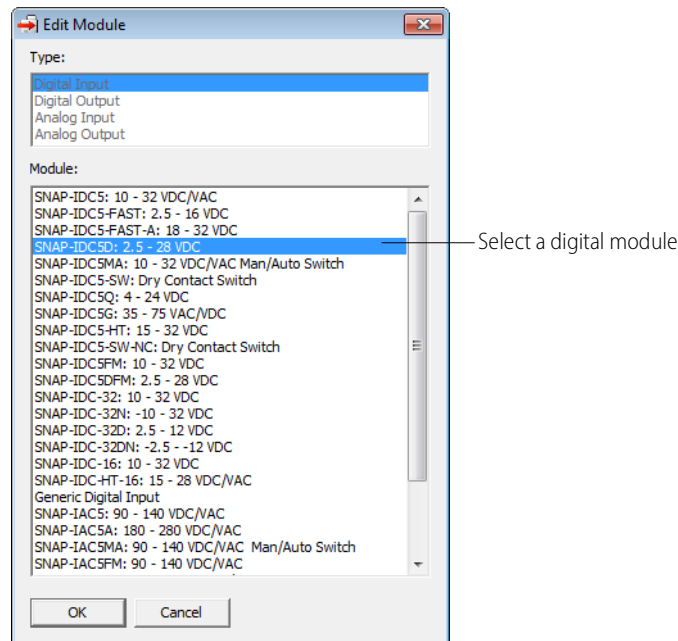 Edit Module
Type:
Digital Input
Digital Output
Analog Input
Analog Output
Module:
SNAP-IDC5: 10 - 32 VDC/VAC
SNAP-IDC5-FAST: 2.5 - 16 VDC
SNAP-IDC5-FAST-A: 18 - 32 VDC
SNAP-IDC5D: 2.5 - 28 VDC
Select a digital module
SNAP-IDC5MA: 10 - 32 VDC/VAC Man/Auto Switch
SNAP-IDC5-SW: Dry Contact Switch
SNAP-IDC5Q: 4 - 24 VDC
SNAP-IDC5G: 35 - 75 VAC/VDC
SNAP-IDC5-HT: 15 - 32 VDC
SNAP-IDC5-SW-NC: Dry Contact Switch
SNAP-IDC5FM: 10 - 32 VDC
SNAP-IDC5DFM: 2.5 - 28 VDC
SNAP-IDC-32: 10 - 32 VDC
SNAP-IDC-32N: -10 - 32 VDC
SNAP-IDC-32D: 2.5 - 12 VDC
SNAP-IDC-32DN: -2.5 - -12 VDC
SNAP-IDC-16: 10 - 32 VDC
SNAP-IDC-HT-16: 15 - 28 VDC/VAC
Generic Digital Input
SNAP-IAC5: 90 - 140 VDC/VAC
SNAP-IAC5A: 180 - 280 VDC/VAC
SNAP-IAC5MA: 90 - 140 VDC/VAC  Man/Auto Switch
SNAP-IAC5FM: 90 - 140 VDC/VAC
OK
Cancel